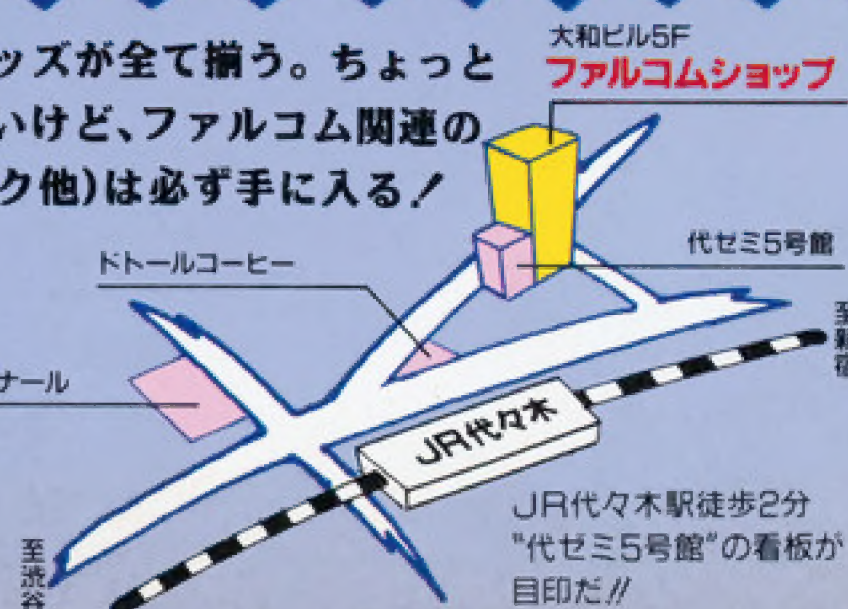 ッズが全て揃う。ちょっと
いけど、ファルコム関連の
ク他)は必ず手に入る！
大和ビル5F
ファルコムショップ
代ゼミ5号館
ドトールコーヒー
ナール
至新宿
JR代々木
至渋谷
JR代々木駅徒歩2分
"代ゼミ5号館"の看板が
目印だ!!